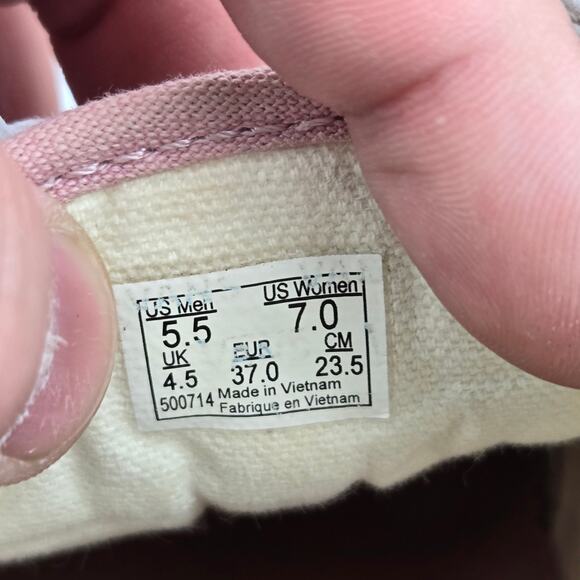 US Men US Women
5.5 7.0
UK EUR CM
4.5 37.0 23.5
500714 Made in Vietnam
Fabrique en Vietnam